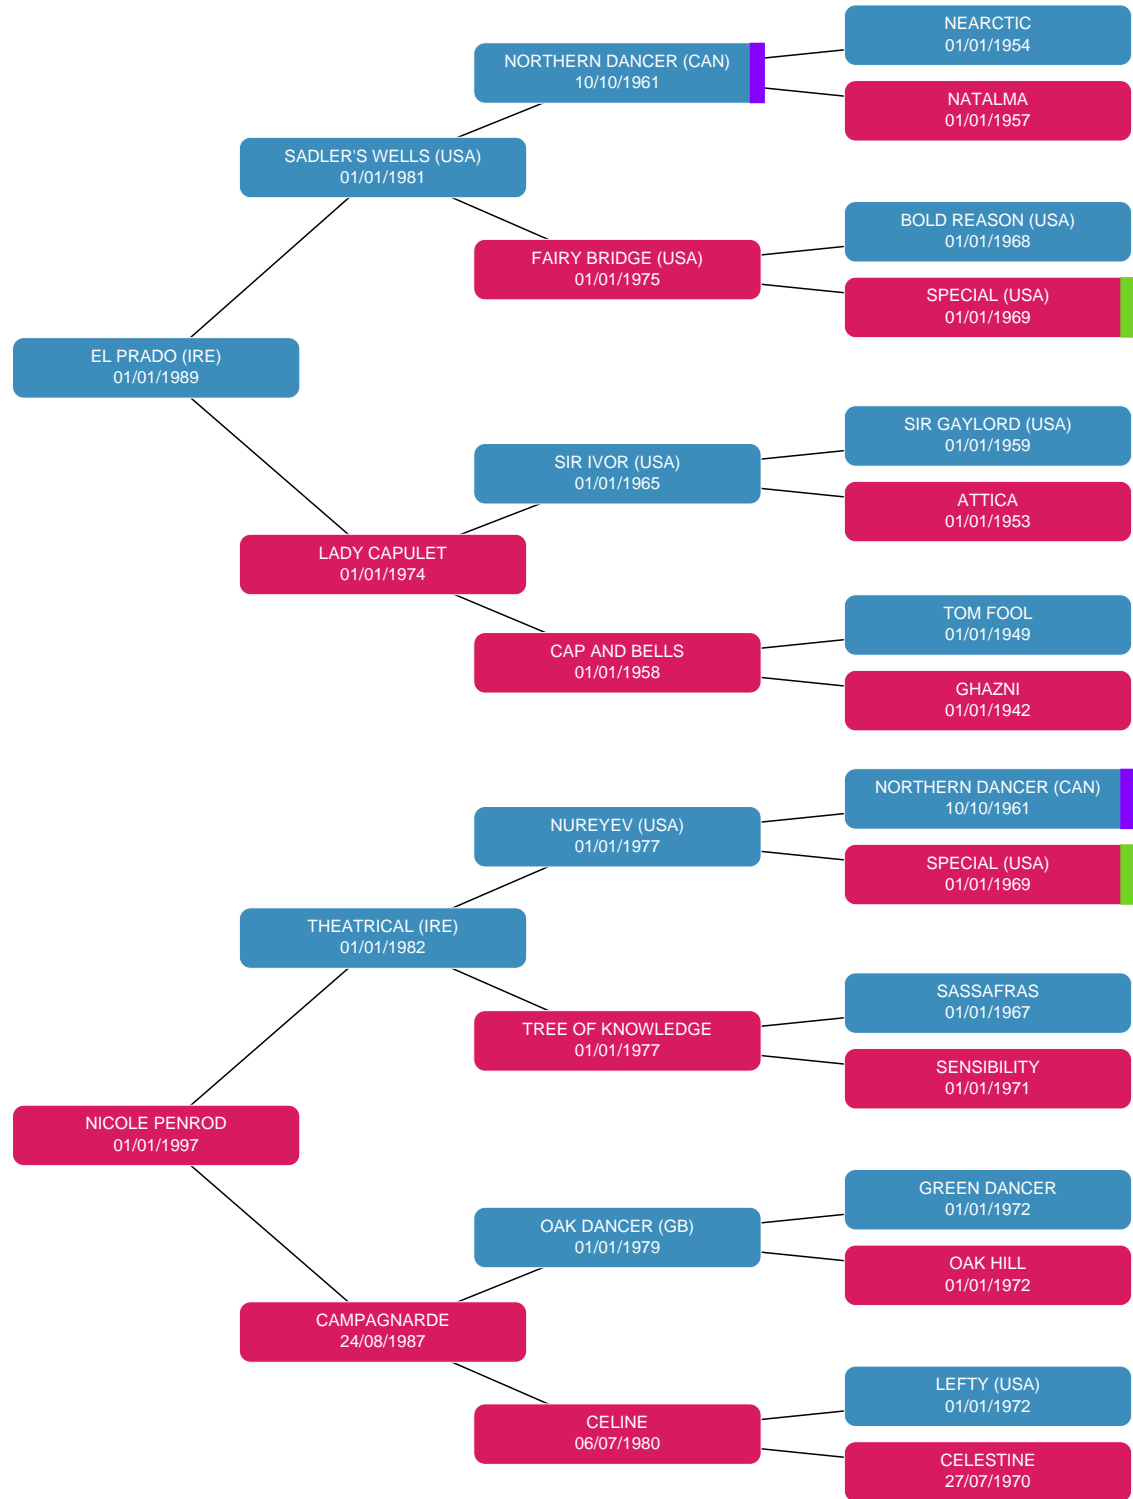 NEARCTIC
01/01/1954
NORTHERN DANCER (CAN)
10/10/1961
NATALMA
01/01/1957
SADLER'S WELLS (USA)
01/01/1981
BOLD REASON (USA)
01/01/1968
FAIRY BRIDGE (USA)
01/01/1975
SPECIAL (USA)
01/01/1969
EL PRADO (IRE)
01/01/1989
SIR GAYLORD (USA)
01/01/1959
SIR IVOR (USA)
01/01/1965
ATTICA
01/01/1953
LADY CAPULET
01/01/1974
TOM FOOL
01/01/1949
CAP AND BELLS
01/01/1958
GHAZNI
01/01/1942
NORTHERN DANCER (CAN)
10/10/1961
NUREYEV (USA)
01/01/1977
SPECIAL (USA)
01/01/1969
THEATRICAL (IRE)
01/01/1982
SASSAFRAS
01/01/1967
TREE OF KNOWLEDGE
01/01/1977
SENSIBILITY
01/01/1971
NICOLE PENROD
01/01/1997
GREEN DANCER
01/01/1972
OAK DANCER (GB)
01/01/1979
OAK HILL
01/01/1972
CAMPAGNARDE
24/08/1987
LEFTY (USA)
01/01/1972
CELINE
06/07/1980
CELESTINE
27/07/1970